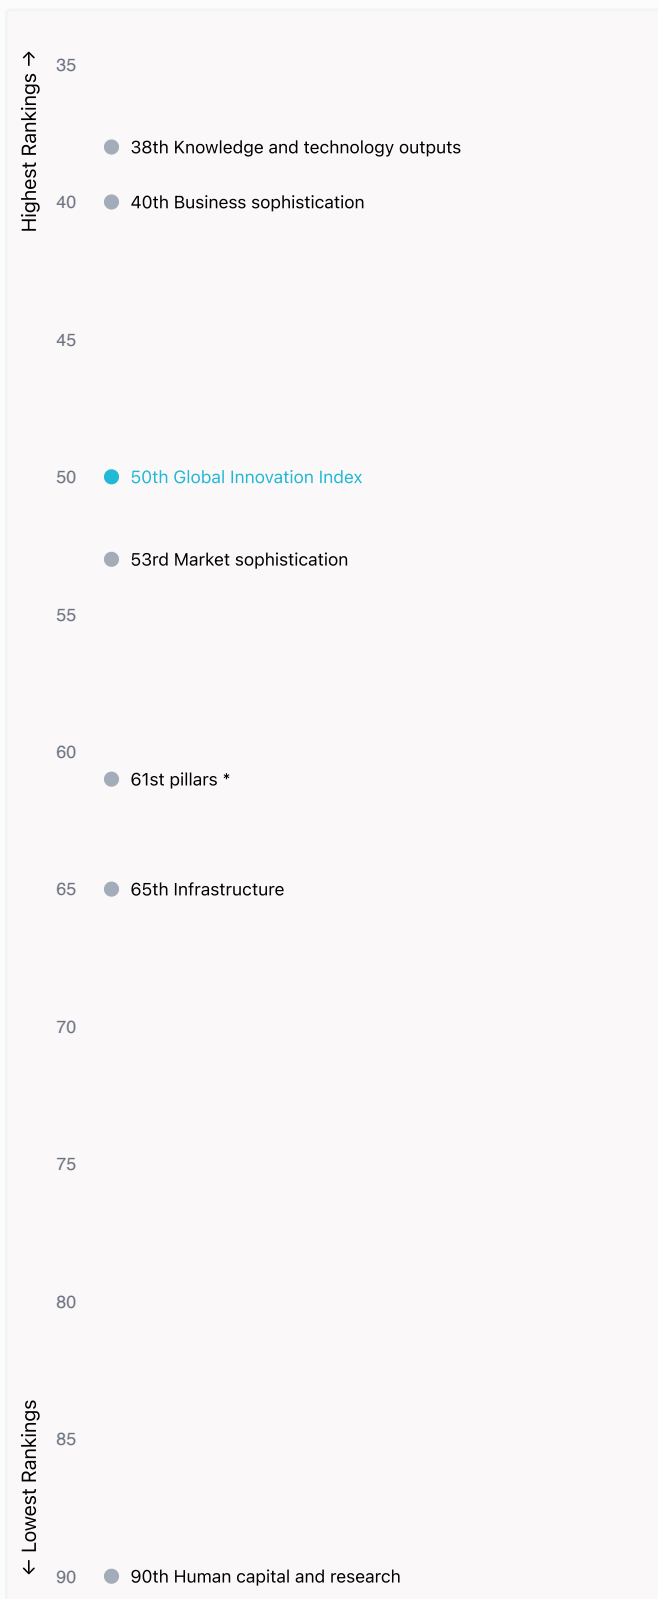 Highest Rankings →
35
38th Knowledge and technology outputs
40 40th Business sophistication
45
50 50th Global Innovation Index
53rd Market sophistication
55
60
61st pillars *
65 65th Infrastructure
70
75
80
85
← Lowest Rankings
90 90th Human capital and research